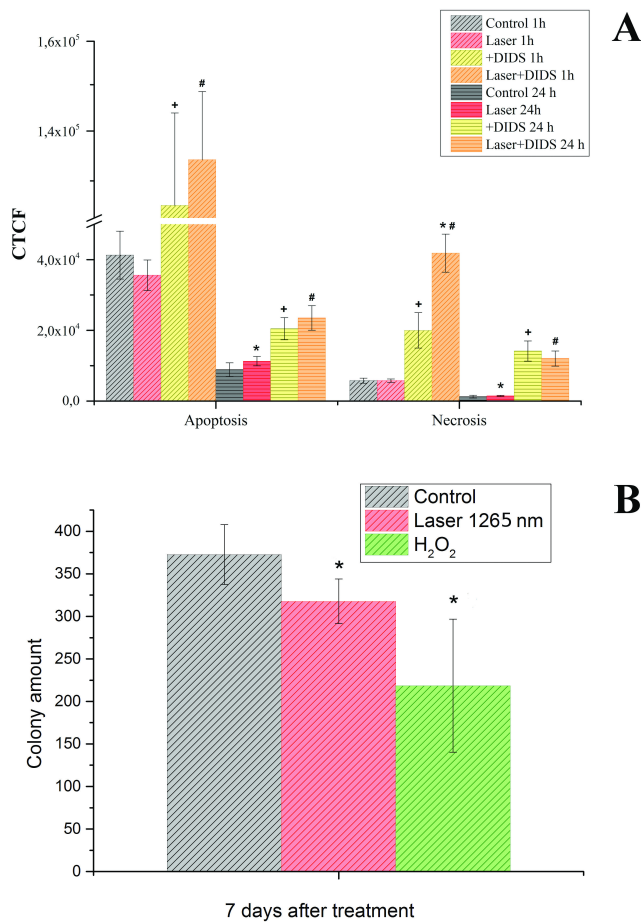 A
Control 1h
Laser 1h
+DIDS 1h
Laser+DIDS 1h
Control 24 h
Laser 24h
+DIDS 24 h
Laser+DIDS 24 h
1,6x10⁵
1,4x10⁵
4,0x10⁴
2,0x10⁴
0,0
CTCF
+ #
* + #
+ *# * + #
Apoptosis Necrosis
B
Control
Laser 1265 nm
H₂O₂
400
350
300
250
200
150
100
50
0
Colony amount
* *
7 days after treatment